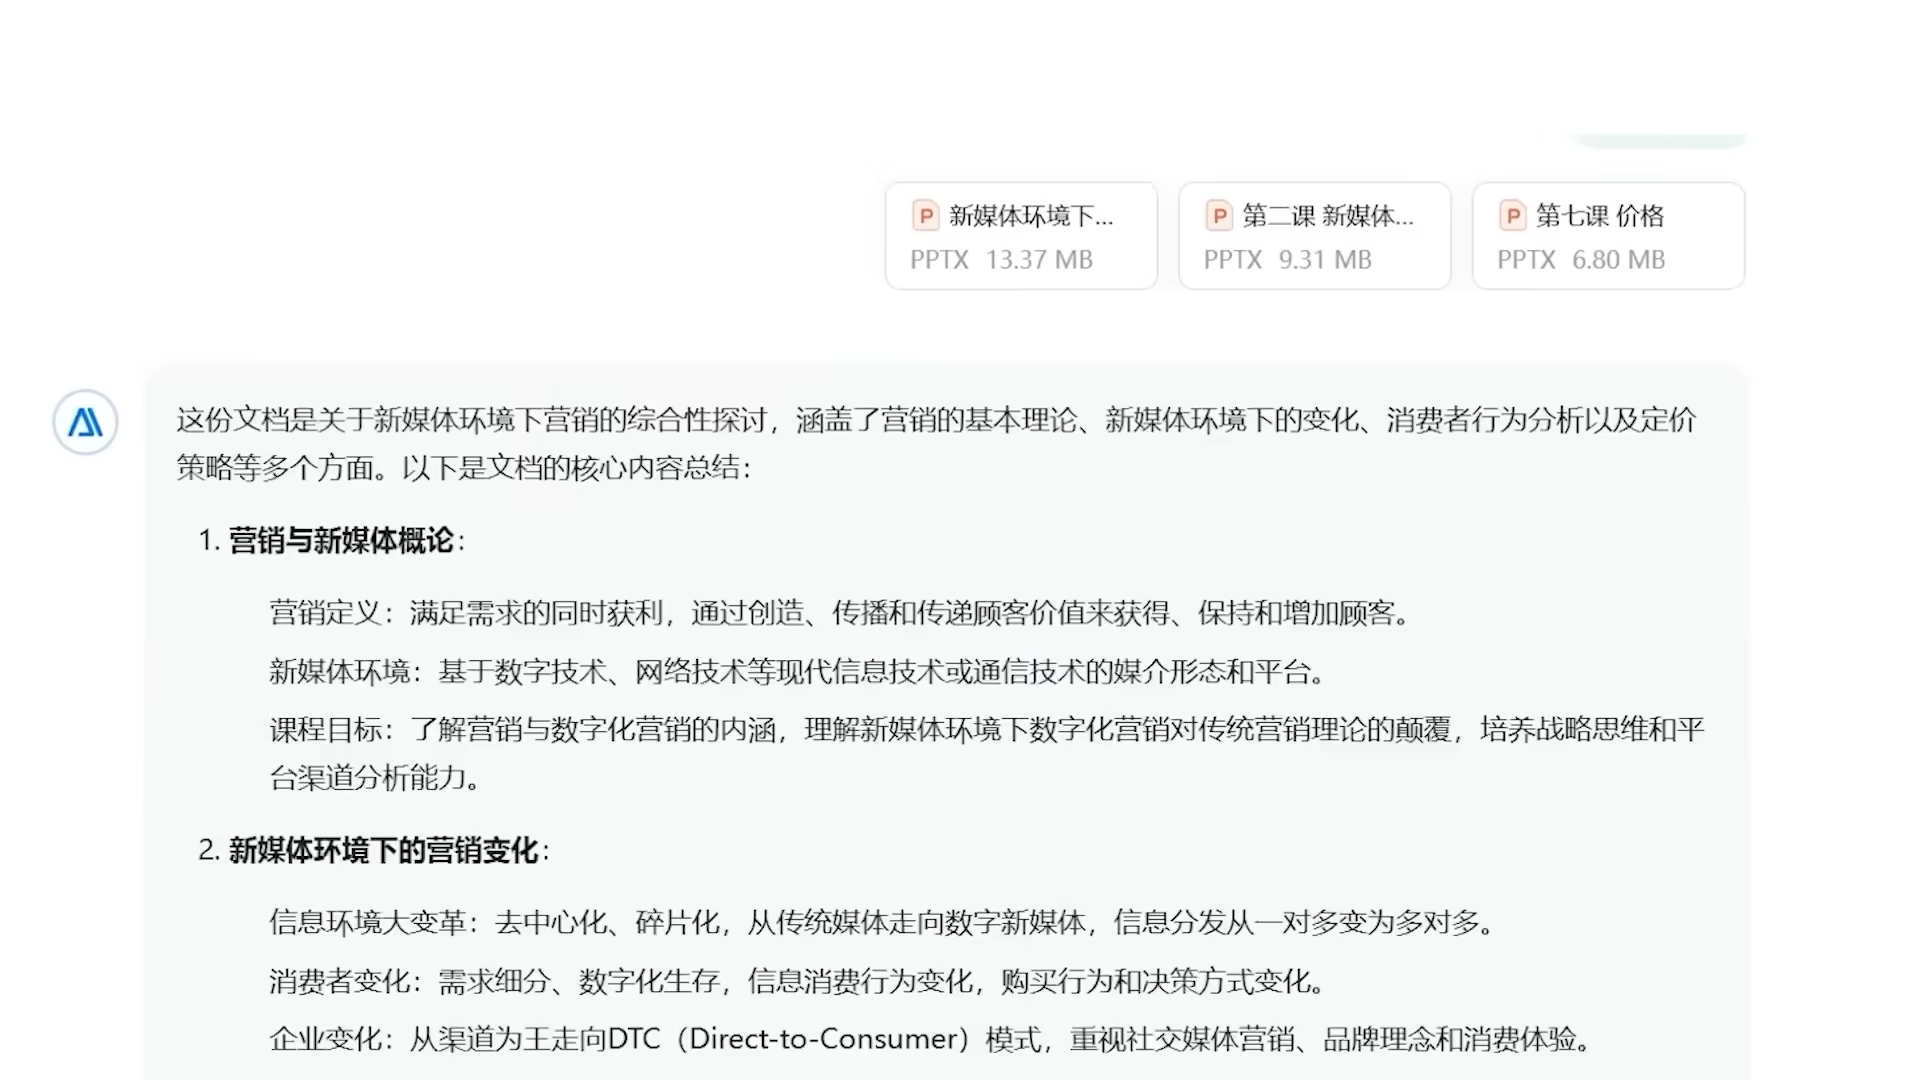 新媒体环境下...
PPTX 13.37 MB
第二课 新媒体...
PPTX 9.31 MB
第七课 价格
PPTX 6.80 MB
这份文档是关于新媒体环境下营销的综合性探讨，涵盖了营销的基本理论、新媒体环境下的变化、消费者行为分析以及定价
策略等多个方面。以下是文档的核心内容总结：
1. 营销与新媒体概论：
营销定义：满足需求的同时获利，通过创造、传播和传递顾客价值来获得、保持和增加顾客。
新媒体环境：基于数字技术、网络技术等现代信息技术或通信技术的媒介形态和平台。
课程目标：了解营销与数字化营销的内涵，理解新媒体环境下数字化营销对传统营销理论的颠覆，培养战略思维和平
台渠道分析能力。
2. 新媒体环境下的营销变化：
信息环境大变革：去中心化、碎片化，从传统媒体走向数字新媒体，信息分发从一对多变为多对多。
消费者变化：需求细分、数字化生存，信息消费行为变化，购买行为和决策方式变化。
企业变化：从渠道为王走向DTC（Direct-to-Consumer）模式，重视社交媒体营销、品牌理念和消费体验。